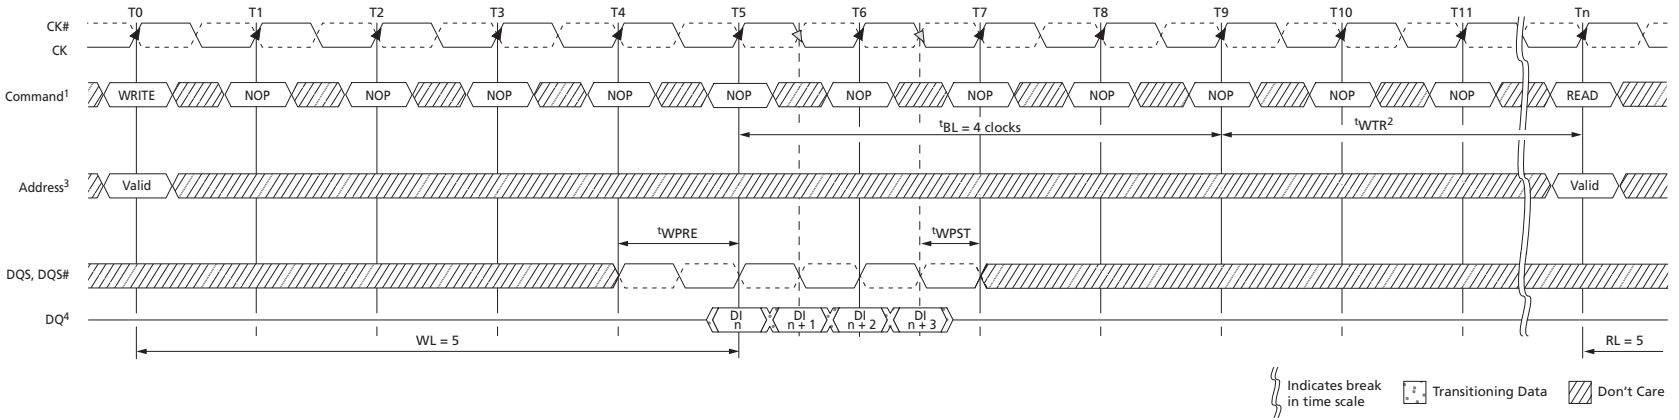 T0 T1 T2 T3 T4 T5 T6 T7 T8 T9 T10 T11 Tn
CK#
CK
Command¹ WRITE NOP NOP NOP NOP NOP NOP NOP NOP NOP NOP NOP READ
tBL = 4 clocks tWTR²
Address³ Valid Valid
tWPRE tWPST
DQS, DQS#
DQ⁴ DI n DI n + 1 DI n + 2 DI n + 3
WL = 5 RL = 5
Indicates break in time scale Transitioning Data Don't Care